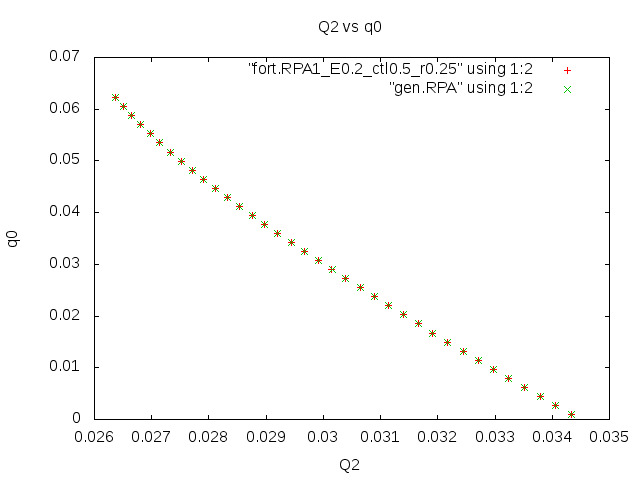 Q2 vs q0
"fort.RPA1_E0.2_ctl0.5_r0.25" using 1:2
"gen.RPA" using 1:2
0.07
0.06
0.05
0.04
0.03
0.02
0.01
0
q0
0.026 0.027 0.028 0.029 0.03 0.031 0.032 0.033 0.034 0.035
Q2